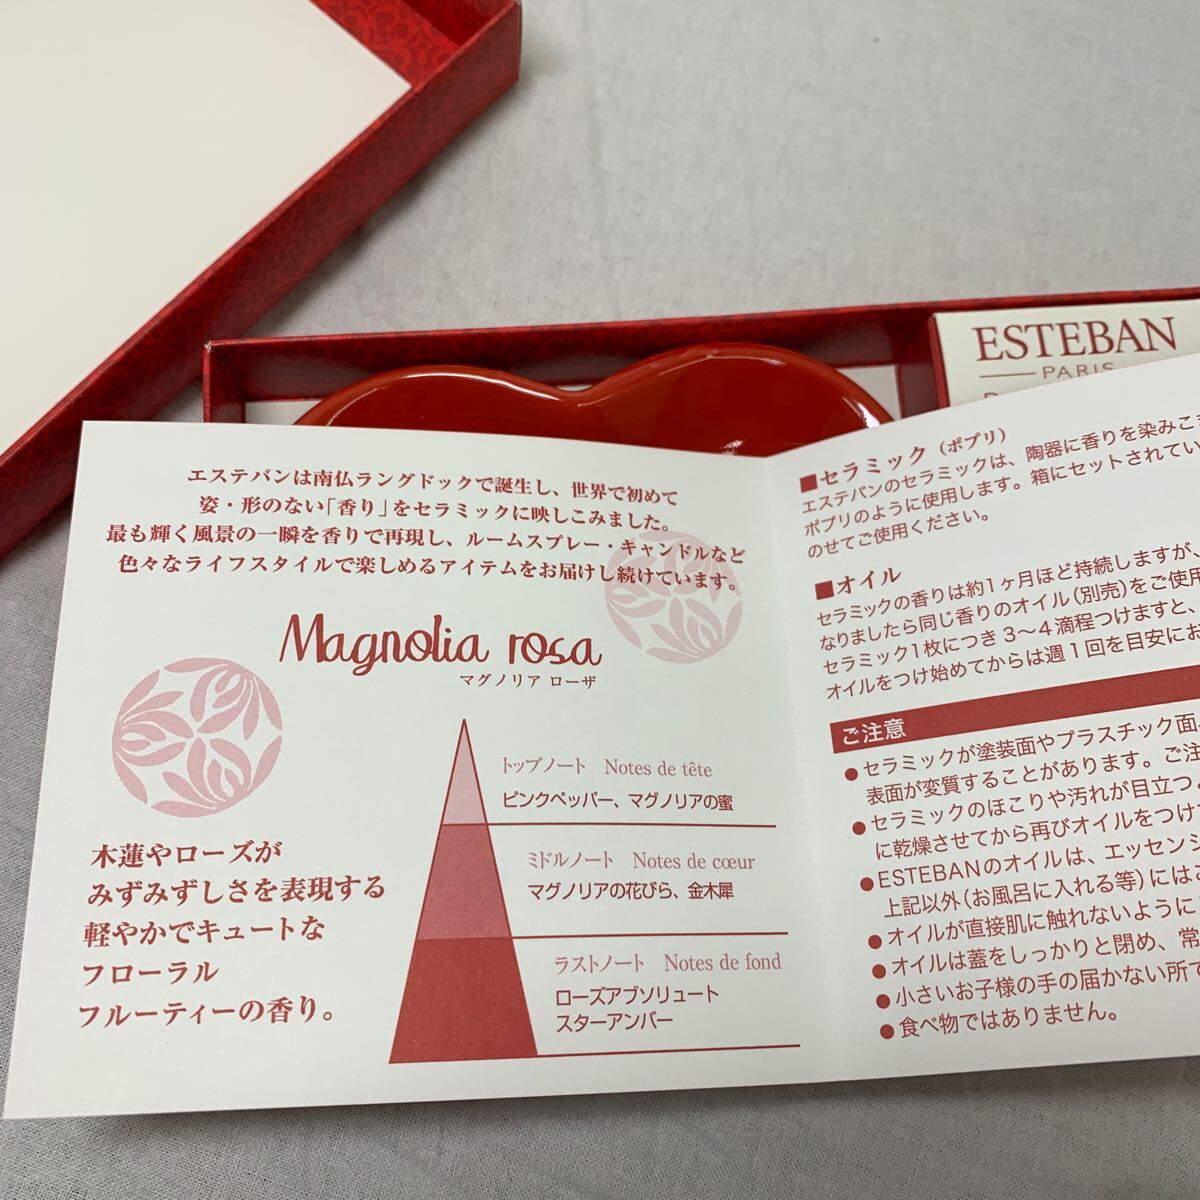 ESTEBAN
PARIS
エステバンは南仏ラングドックで誕生し、世界で初めて
姿・形のない「香り」をセラミックに映しこみました。
最も輝く風景の一瞬を香りで再現し、ルームスプレー・キャンドルなど
色々なライフスタイルで楽しめるアイテムをお届けし続けています。
Magnolia rosa
マグノリア ローザ
木蓮やローズが
みずみずしさを表現する
軽やかでキュートな
フローラル
フルーティーの香り。
トップノート Notes de tête
ピンクペッパー、マグノリアの蜜
ミドルノート Notes de cœur
マグノリアの花びら、金木犀
ラストノート Notes de fond
ローズアブソリュート
スターアンバー
■セラミック（ポプリ）
エステバンのセラミックは、陶器に香りを染みこ
ポプリのように使用します。箱にセットされてい
のせてご使用ください。
■オイル
セラミックの香りは約1ヶ月ほど持続しますが、
なりましたら同じ香りのオイル（別売）をご使用
セラミック1枚につき3〜4滴程つけますと、
オイルをつけ始めてからは週1回を目安にお
ご注意
●セラミックが塗装面やプラスチック面
表面が変質することがあります。ご注
●セラミックのほこりや汚れが目立つ
に乾燥させてから再びオイルをつけ
●ESTEBANのオイルは、エッセンシ
上記以外（お風呂に入れる等）にはご
●オイルが直接肌に触れないように
●オイルは蓋をしっかりと閉め、常
●小さいお子様の手の届かない所で
●食べ物ではありません。